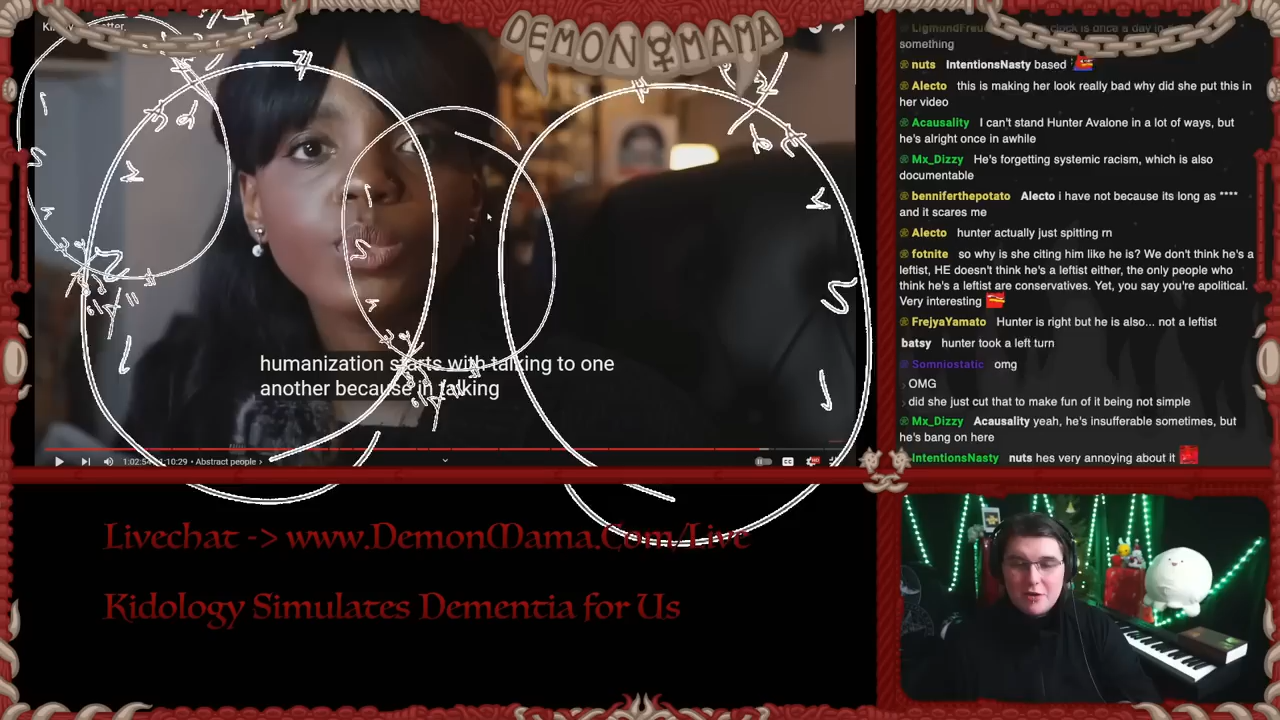 DEMON MAMA
something
nuts IntentionsNasty based
Alecto this is making her look really bad why did she put this in
her video
Acausality I can't stand Hunter Avalone in a lot of ways, but
he's alright once in awhile
Mx_Dizzy He's forgetting systemic racism, which is also
documentable
benniferthepotato Alecto i have not because its long as ****
and it scares me
Alecto hunter actually just spitting rn
fotnite so why is she citing him like he is? We don't think he's a
leftist, HE doesn't think he's a leftist either, the only people who
think he's a leftist are conservatives. Yet, you say you're apolitical.
Very interesting
FrejyaYamato Hunter is right but he is also... not a leftist
batsy hunter took a left turn
Somniostatic omg
OMG
did she just cut that to make fun of it being not simple
Mx_Dizzy Acausality yeah, he's insufferable sometimes, but
he's bang on here
IntentionsNasty nuts hes very annoying about it
humanization starts with talking to one
another because in talking
1:02:54 / 1:10:29 • Abstract people ›
Livechat -> www.DemonMama.Com/Live
Kidology Simulates Dementia for Us